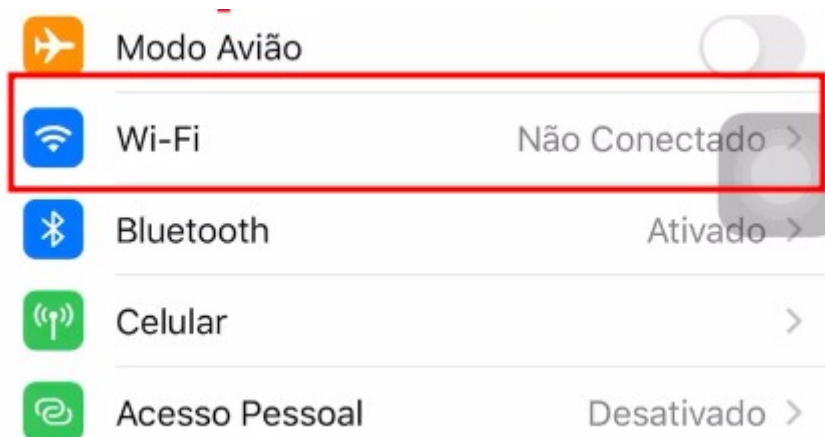 Modo Avião
Wi-Fi Não Conectado
Bluetooth Ativado
Celular
Acesso Pessoal Desativado